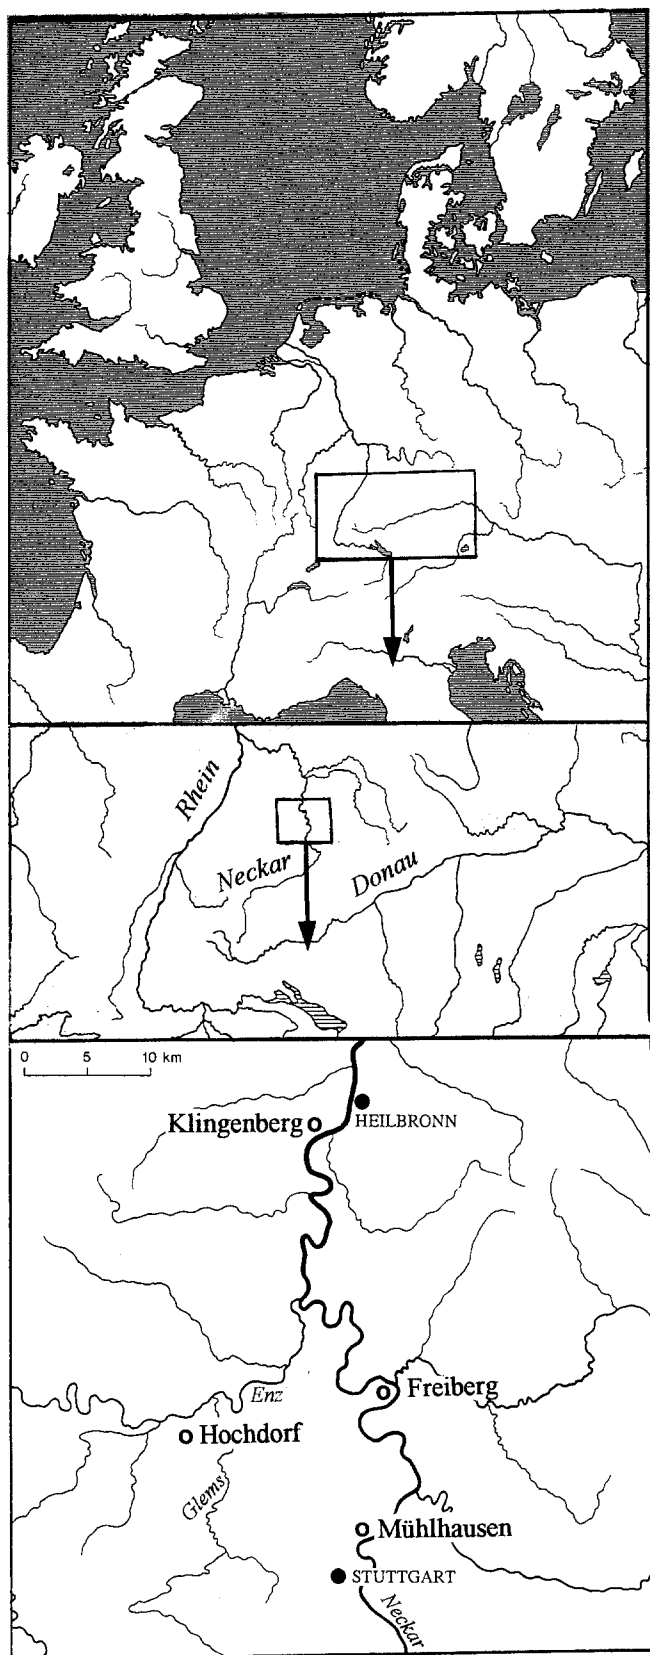 Rhein
Neckar
Donau
0 5 10 km
Klingenberg
HEILBRONN
Enz
Freiberg
Hochdorf
Glems
Mühlhausen
STUTTGART
Neckar